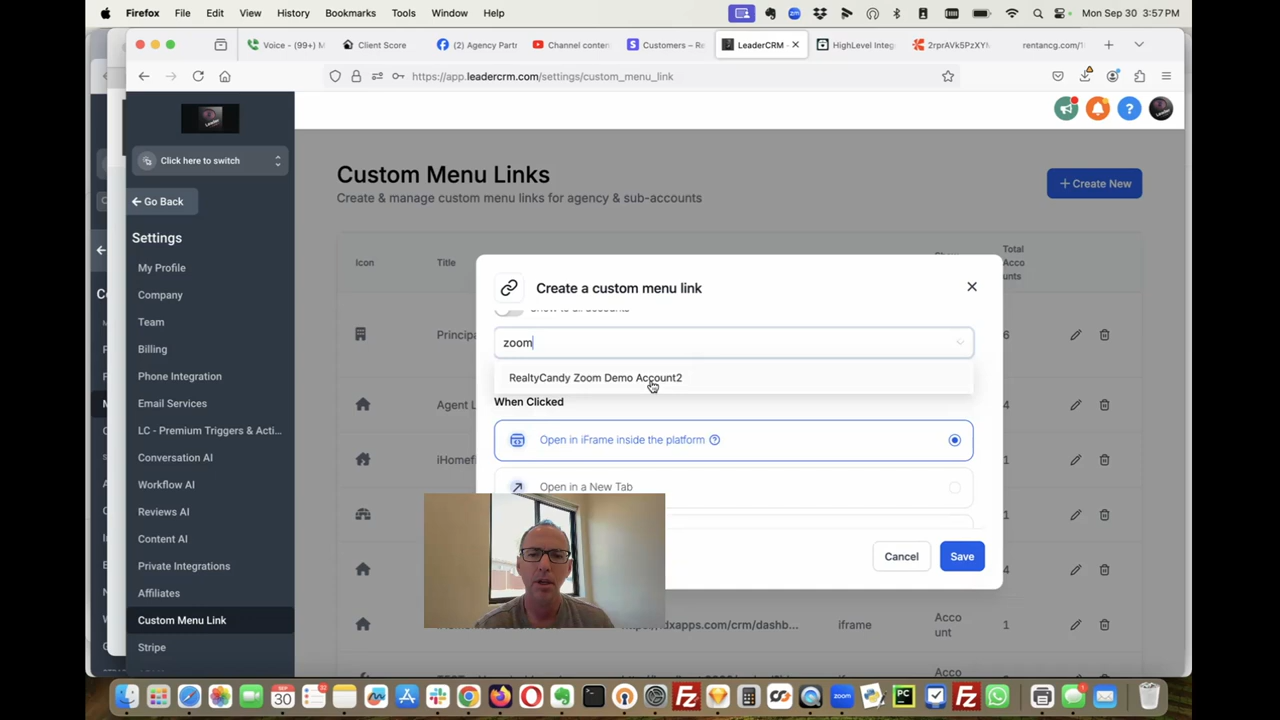 Firefox File Edit View History Bookmarks Tools Window Help
Mon Sep 30 3:57PM
Voice - (99+) M
Client Score
(2) Agency Partr
Channel conten
Customers – Re
LeaderCRM -
HighLevel Integ
2rprAVk5PzXYM
rentancg.com/1
https://app.leadercrm.com/settings/custom_menu_link
Click here to switch
Go Back
Settings
My Profile
Company
Team
Billing
Phone Integration
Email Services
LC - Premium Triggers & Acti...
Conversation AI
Workflow AI
Reviews AI
Content AI
Private Integrations
Affiliates
Custom Menu Link
Stripe
Custom Menu Links
Create & manage custom menu links for agency & sub-accounts
+ Create New
Icon
Title
Total
Acco
unts
Principa
6
Agent L
4
iHomef
1
1
4
https://idxapps.com/crm/dashb...
iframe
Acco
unt
1
Acco
Create a custom menu link
zoom
RealtyCandy Zoom Demo Account2
When Clicked
Open in iFrame inside the platform
Open in a New Tab
Cancel
Save